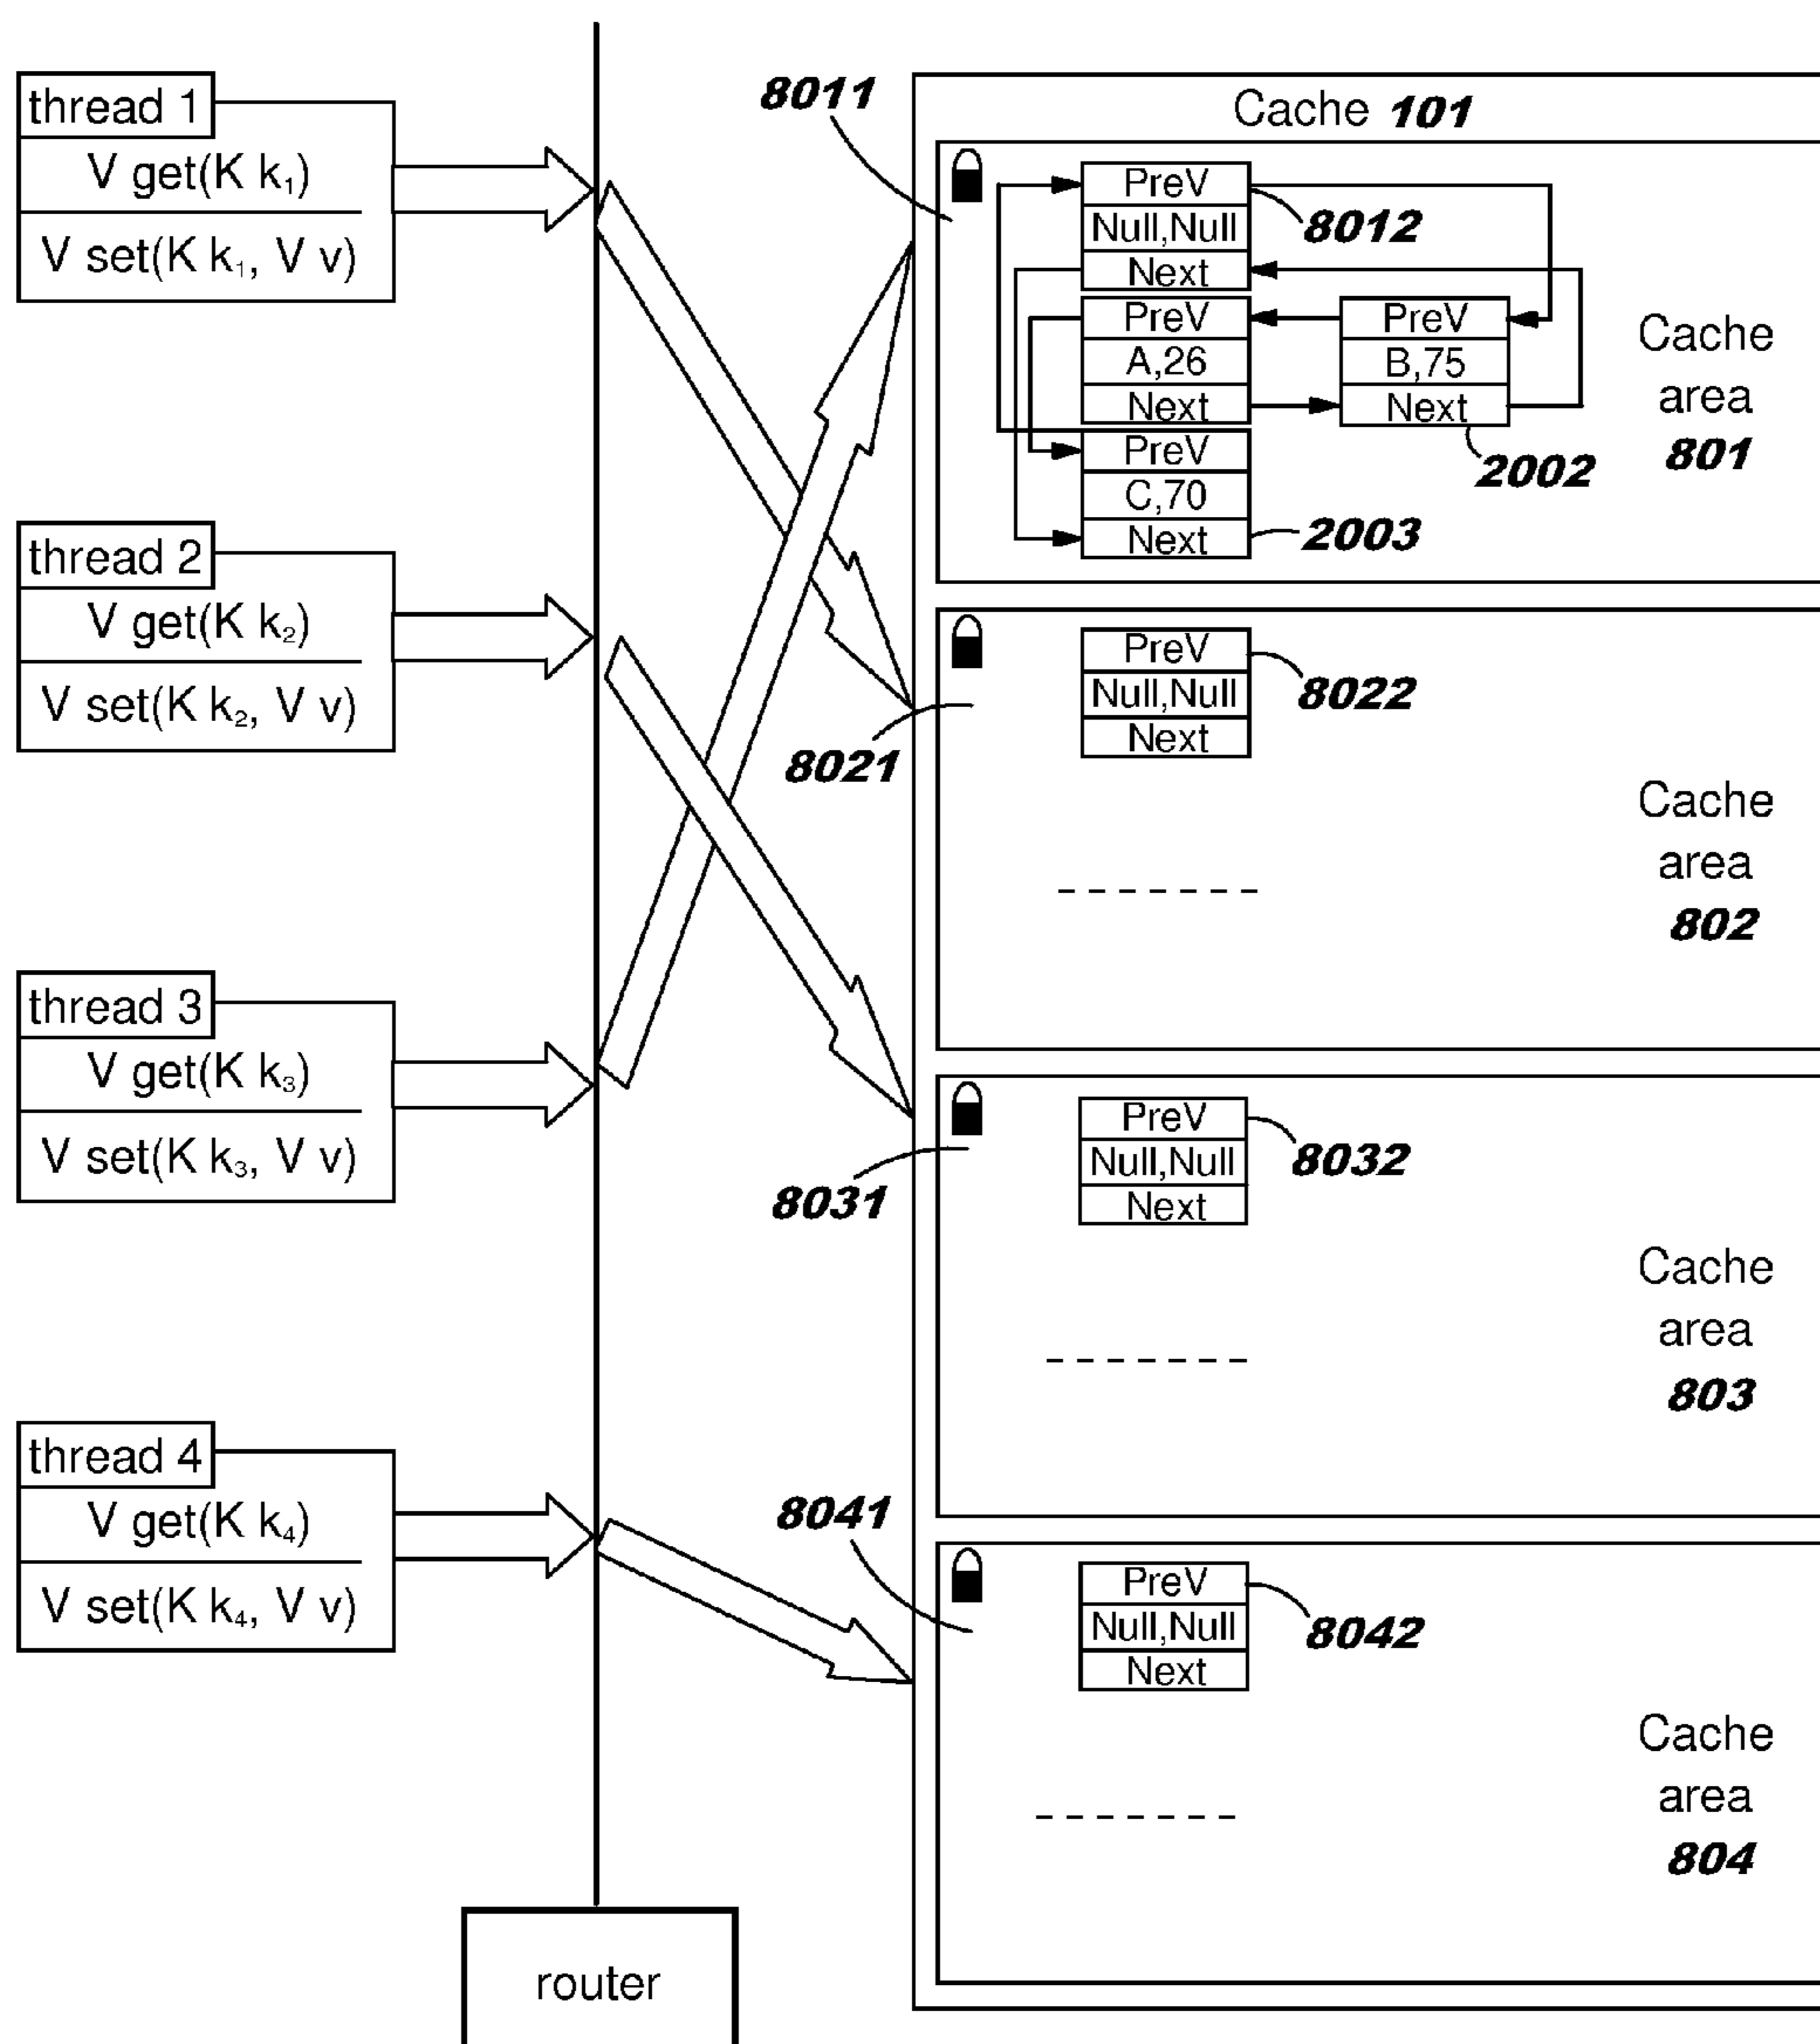 thread 1
V get(K k₁)
V set(K k₁, V v)
thread 2
V get(K k₂)
V set(K k₂, V v)
thread 3
V get(K k₃)
V set(K k₃, V v)
thread 4
V get(K k₄)
V set(K k₄, V v)
router
Cache 101
8011
PreV
Null,Null
Next
8012
PreV
A,26
Next
PreV
B,75
Next
2002
PreV
C,70
Next
2003
Cache
area
801
8021
PreV
Null,Null
Next
8022
Cache
area
802
8031
PreV
Null,Null
Next
8032
Cache
area
803
8041
PreV
Null,Null
Next
8042
Cache
area
804